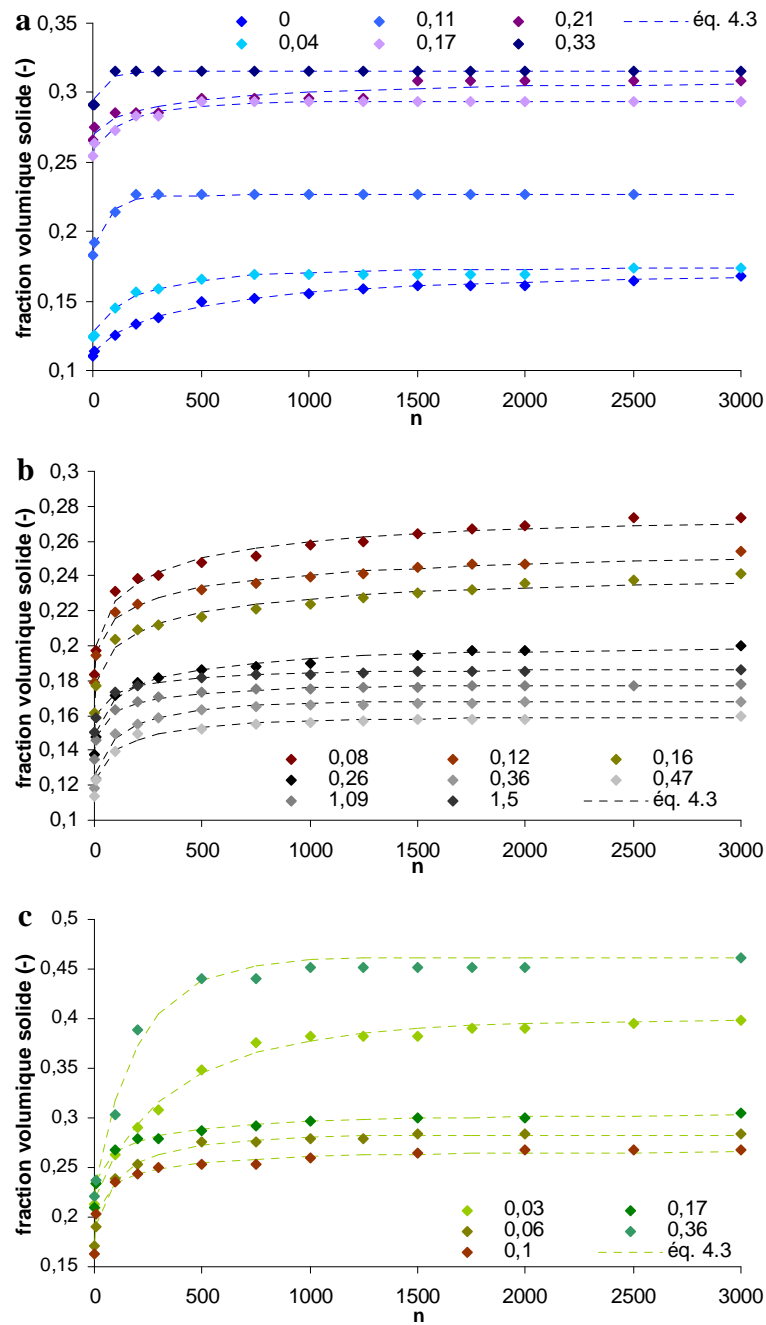 a
0 0,11 0,21 éq. 4.3
0,04 0,17 0,33
fraction volumique solide (-)
0,35
0,3
0,25
0,2
0,15
0,1
0 500 1000 1500 2000 2500 3000
n
b
fraction volumique solide (-)
0,3
0,28
0,26
0,24
0,22
0,2
0,18
0,16
0,14
0,12
0,1
0,08 0,12 0,16
0,26 0,36 0,47
1,09 1,5 éq. 4.3
0 500 1000 1500 2000 2500 3000
n
c
fraction volumique solide (-)
0,5
0,45
0,4
0,35
0,3
0,25
0,2
0,15
0,03 0,17
0,06 0,36
0,1 éq. 4.3
0 500 1000 1500 2000 2500 3000
n